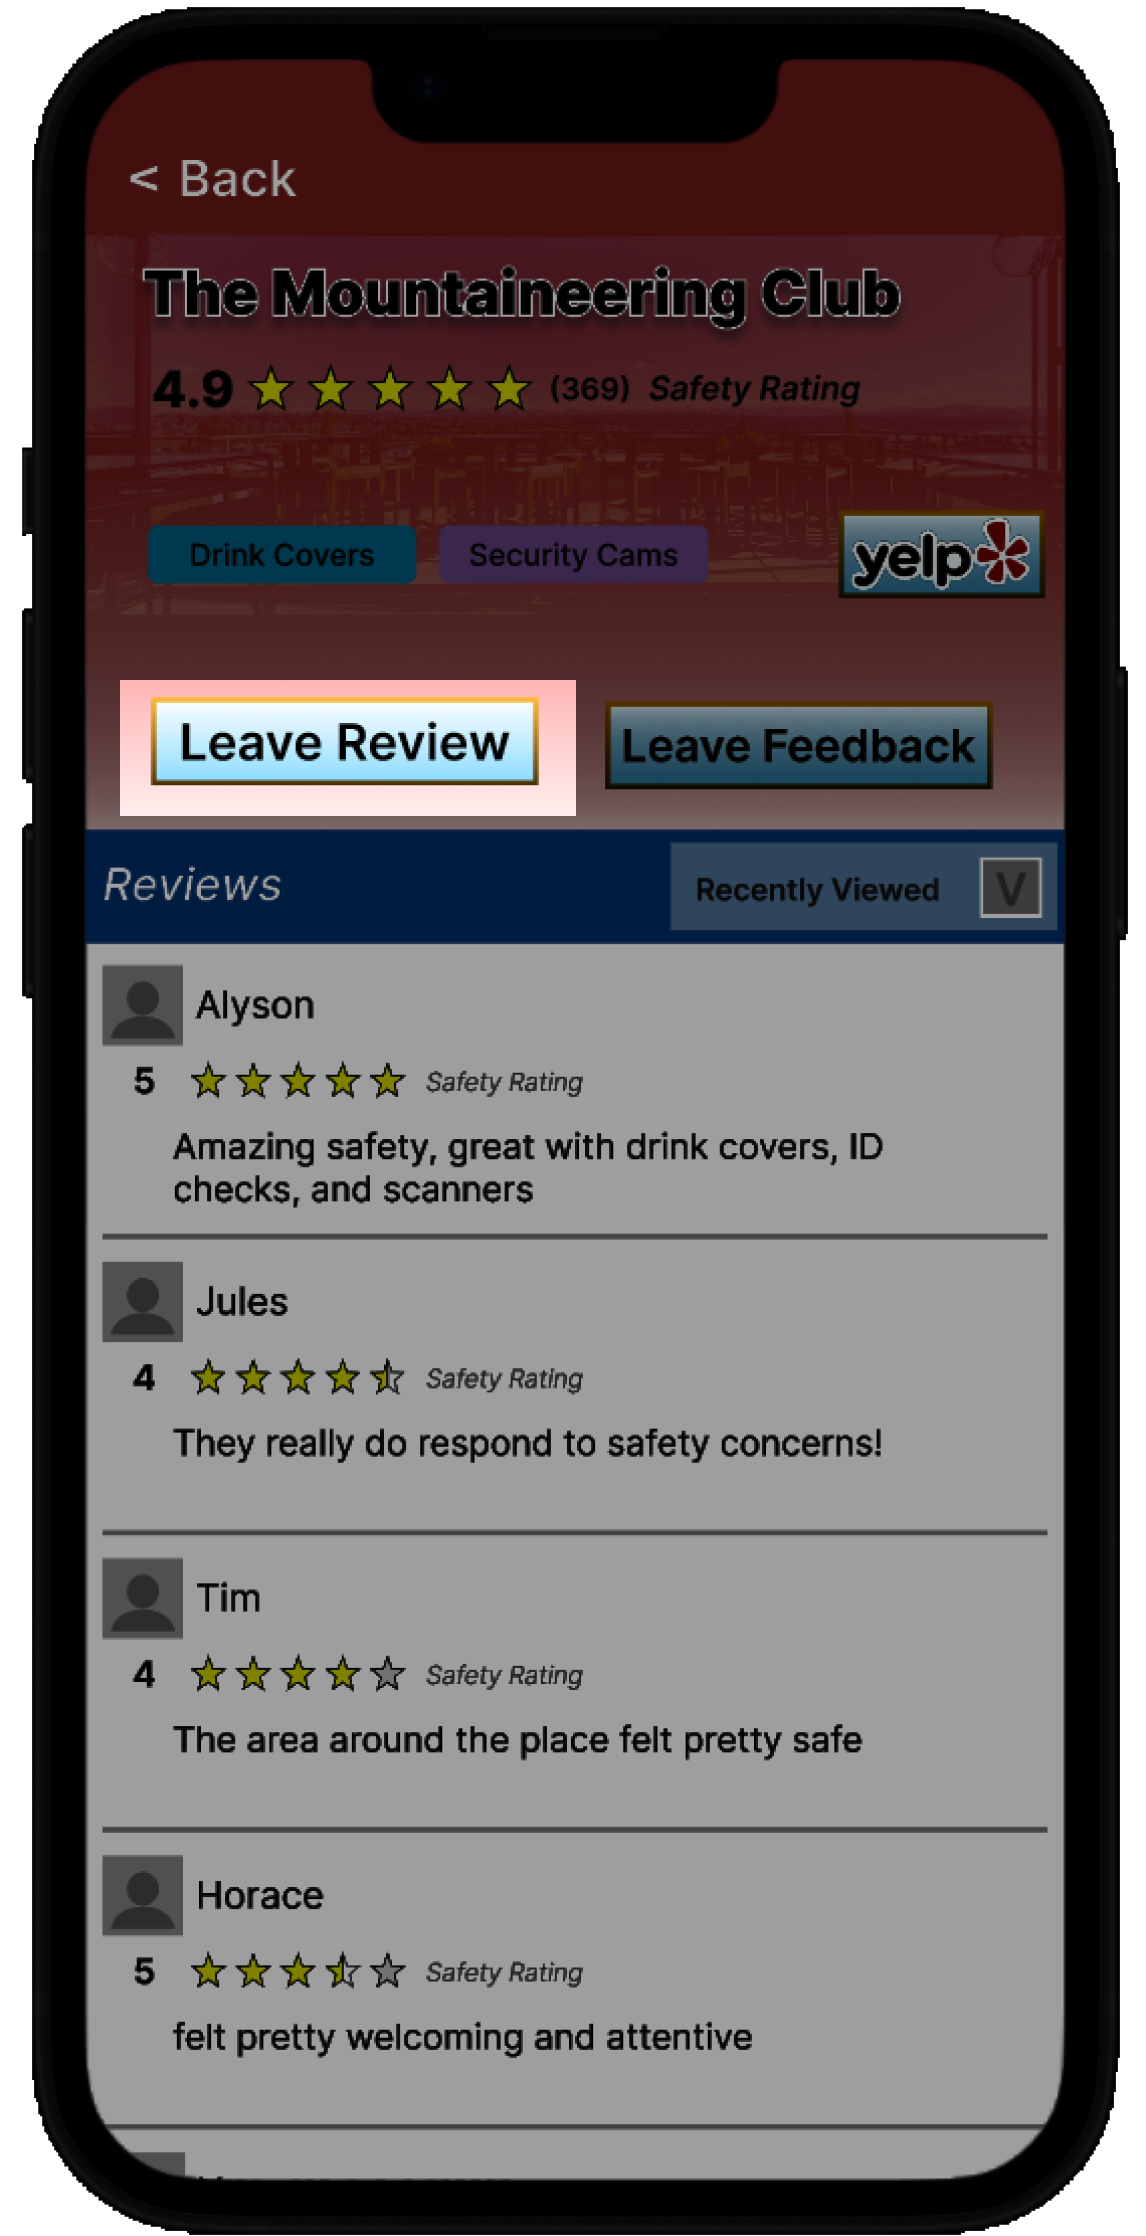 < Back
The Mountaineering Club
4.9 (369) Safety Rating
Drink Covers Security Cams yelp
Leave Review Leave Feedback
Reviews Recently Viewed V
Alyson
5 Safety Rating
Amazing safety, great with drink covers, ID
checks, and scanners
Jules
4 Safety Rating
They really do respond to safety concerns!
Tim
4 Safety Rating
The area around the place felt pretty safe
Horace
5 Safety Rating
felt pretty welcoming and attentive